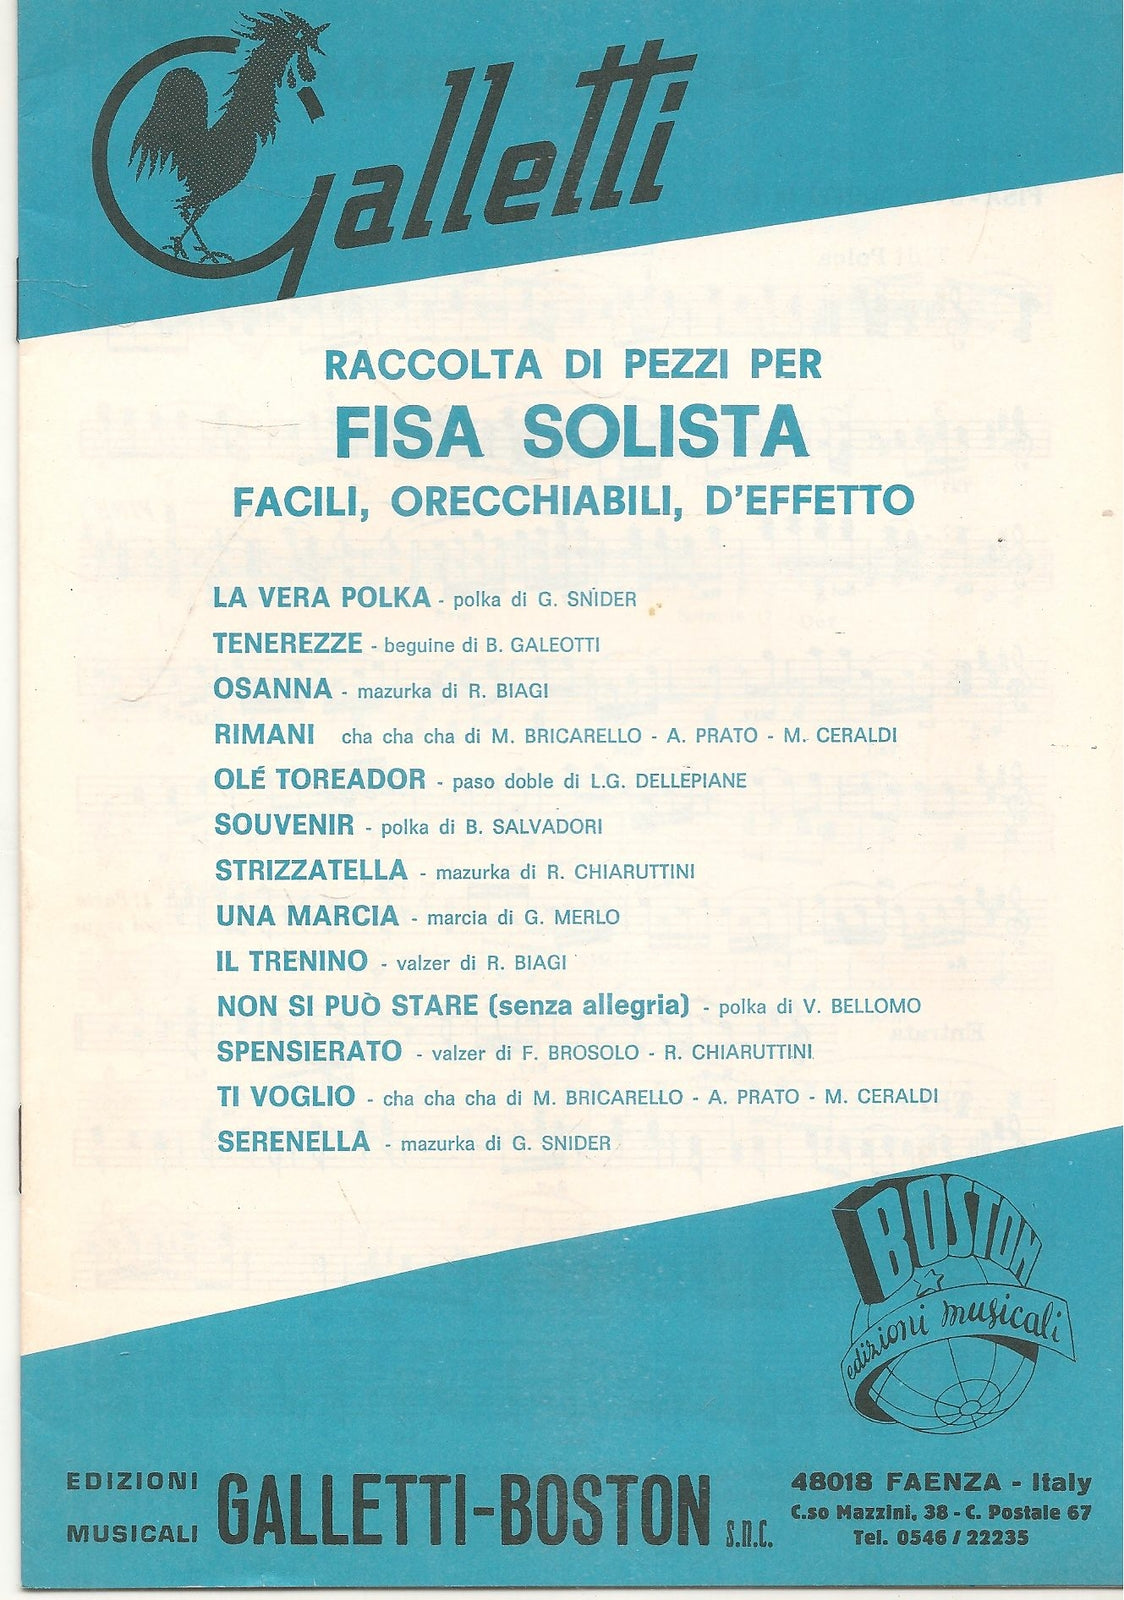 Galletti
RACCOLTA DI PEZZI PER
FISA SOLISTA
FACILI, ORECCHIABILI, D'EFFETTO
LA VERA POLKA - polka di G. SNIDER
TENEREZZE - beguine di B. GALEOTTI
OSANNA - mazurka di R. BIAGI
RIMANI cha cha cha di M. BRICARELLO - A. PRATO - M. CERALDI
OLÉ TOREADOR - paso doble di L.G. DELLEPIANE
SOUVENIR - polka di B. SALVADORI
STRIZZATELLA - mazurka di R. CHIARUTTINI
UNA MARCIA - marcia di G. MERLO
IL TRENINO - valzer di R. BIAGI
NON SI PUÒ STARE (senza allegria) - polka di V. BELLOMO
SPENSIERATO - valzer di F. BROSOLO - R. CHIARUTTINI
TI VOGLIO - cha cha cha di M. BRICARELLO - A. PRATO - M. CERALDI
SERENELLA - mazurka di G. SNIDER
BOSTON
edizioni musicali
EDIZIONI
MUSICALI
GALLETTI-BOSTON s.n.c.
48018 FAENZA - Italy
C.so Mazzini, 38 - C. Postale 67
Tel. 0546 / 22235